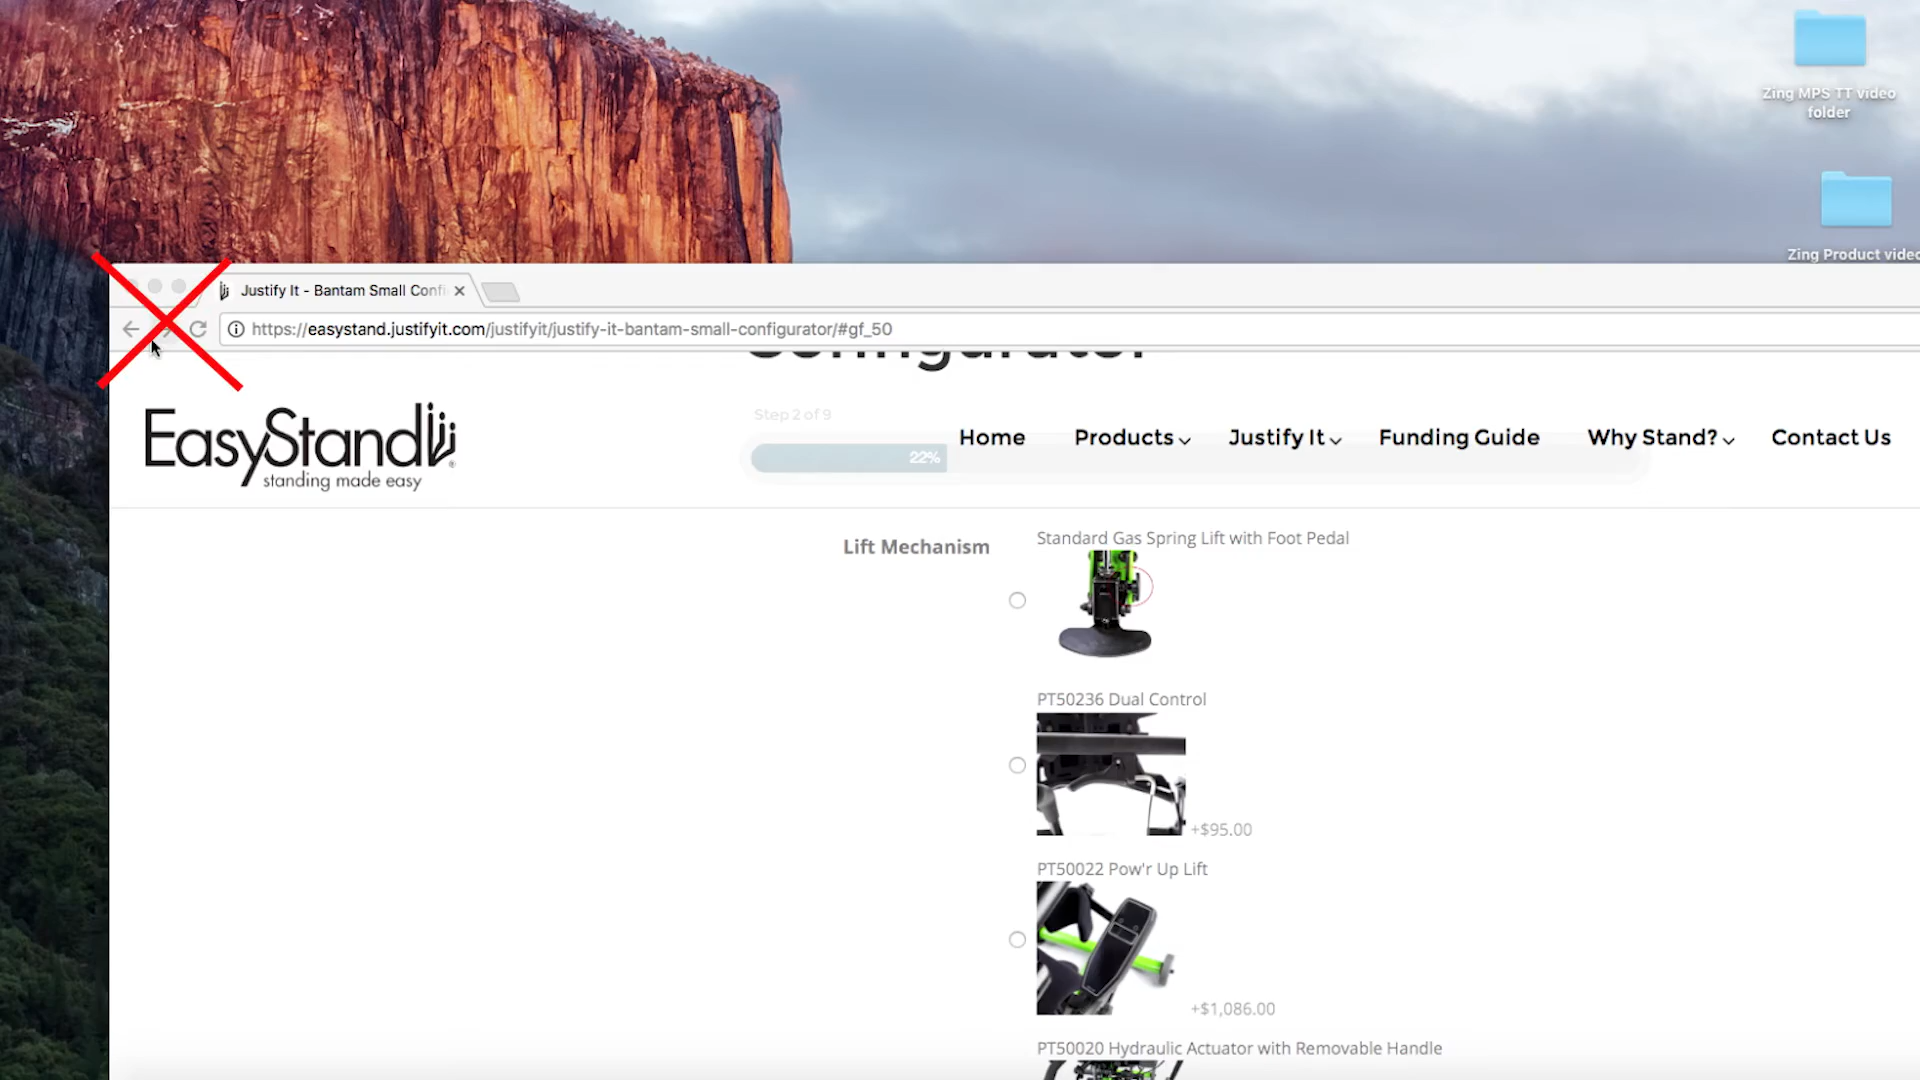 Zing MPS TT video
folder
Zing Product video
Justify It - Bantam Small Confi
https://easystand.justifyit.com/justifyit/justify-it-bantam-small-configurator/#gf_50
Configurator
EasyStand
standing made easy
Step 2 of 9
22%
Home Products Justify It Funding Guide Why Stand? Contact Us
Lift Mechanism
Standard Gas Spring Lift with Foot Pedal
PT50236 Dual Control
+$95.00
PT50022 Pow'r Up Lift
+$1,086.00
PT50020 Hydraulic Actuator with Removable Handle